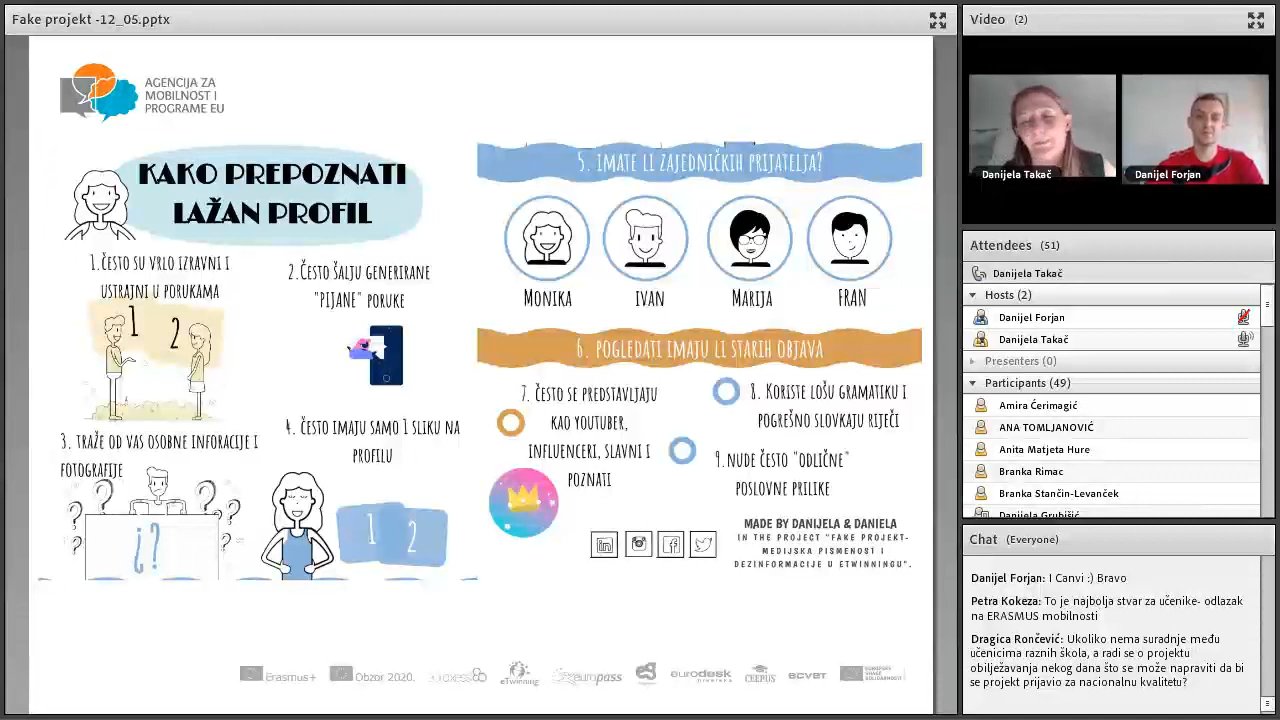 Fake projekt -12_05.pptx
AGENCIJA ZA
MOBILNOST I
PROGRAME EU
KAKO PREPOZNATI
LAŽAN PROFIL
1.ČESTO SU VRLO IZRAVNI I
USTRAJNI U PORUKAMA
1
2
2.ČESTO ŠALJU GENERIRANE
"PIJANE" PORUKE
3. TRAŽE OD VAS OSOBNE INFORACIJE I
FOTOGRAFIJE
¿?
4. ČESTO IMAJU SAMO 1 SLIKU NA
PROFILU
1
2
5. IMATE LI ZAJEDNIČKIH PRIJATELJA?
MONIKA
IVAN
MARIJA
FRAN
6. POGLEDATI IMAJU LI STARIH OBJAVA
7. ČESTO SE PREDSTAVLJAJU
KAO YOUTUBER,
INFLUENCERI, SLAVNI I
POZNATI
8. KORISTE LOŠU GRAMATIKU I
POGREŠNO SLOVKAJU RIJEČI
9.NUDE ČESTO "ODLIČNE"
POSLOVNE PRILIKE
MADE BY DANIJELA & DANIELA
IN THE PROJECT "FAKE PROJEKT-
MEDIJSKA PISMENOST I
DEZINFORMACIJE U ETWINNINGU".
Erasmus+
Obzor 2020.
eTwinning
europass
eurodesk
CEEPUS
ECVET
Video (2)
Danijela Takač
Danijel Forjan
Attendees (51)
Danijela Takač
Hosts (2)
Danijel Forjan
Danijela Takač
Presenters (0)
Participants (49)
Amira Ćerimagić
ANA TOMLJANOVIĆ
Anita Matjeta Hure
Branka Rimac
Branka Stančin-Levanček
Danijela Grubišić
Chat (Everyone)
Danijel Forjan: I Canvi :) Bravo
Petra Kokeza: To je najbolja stvar za učenike- odlazak
na ERASMUS mobilnosti
Dragica Rončević: Ukoliko nema suradnje među
učenicima raznih škola, a radi se o projektu
obilježavanja nekog dana što se može napraviti da bi
se projekt prijavio za nacionalnu kvalitetu?